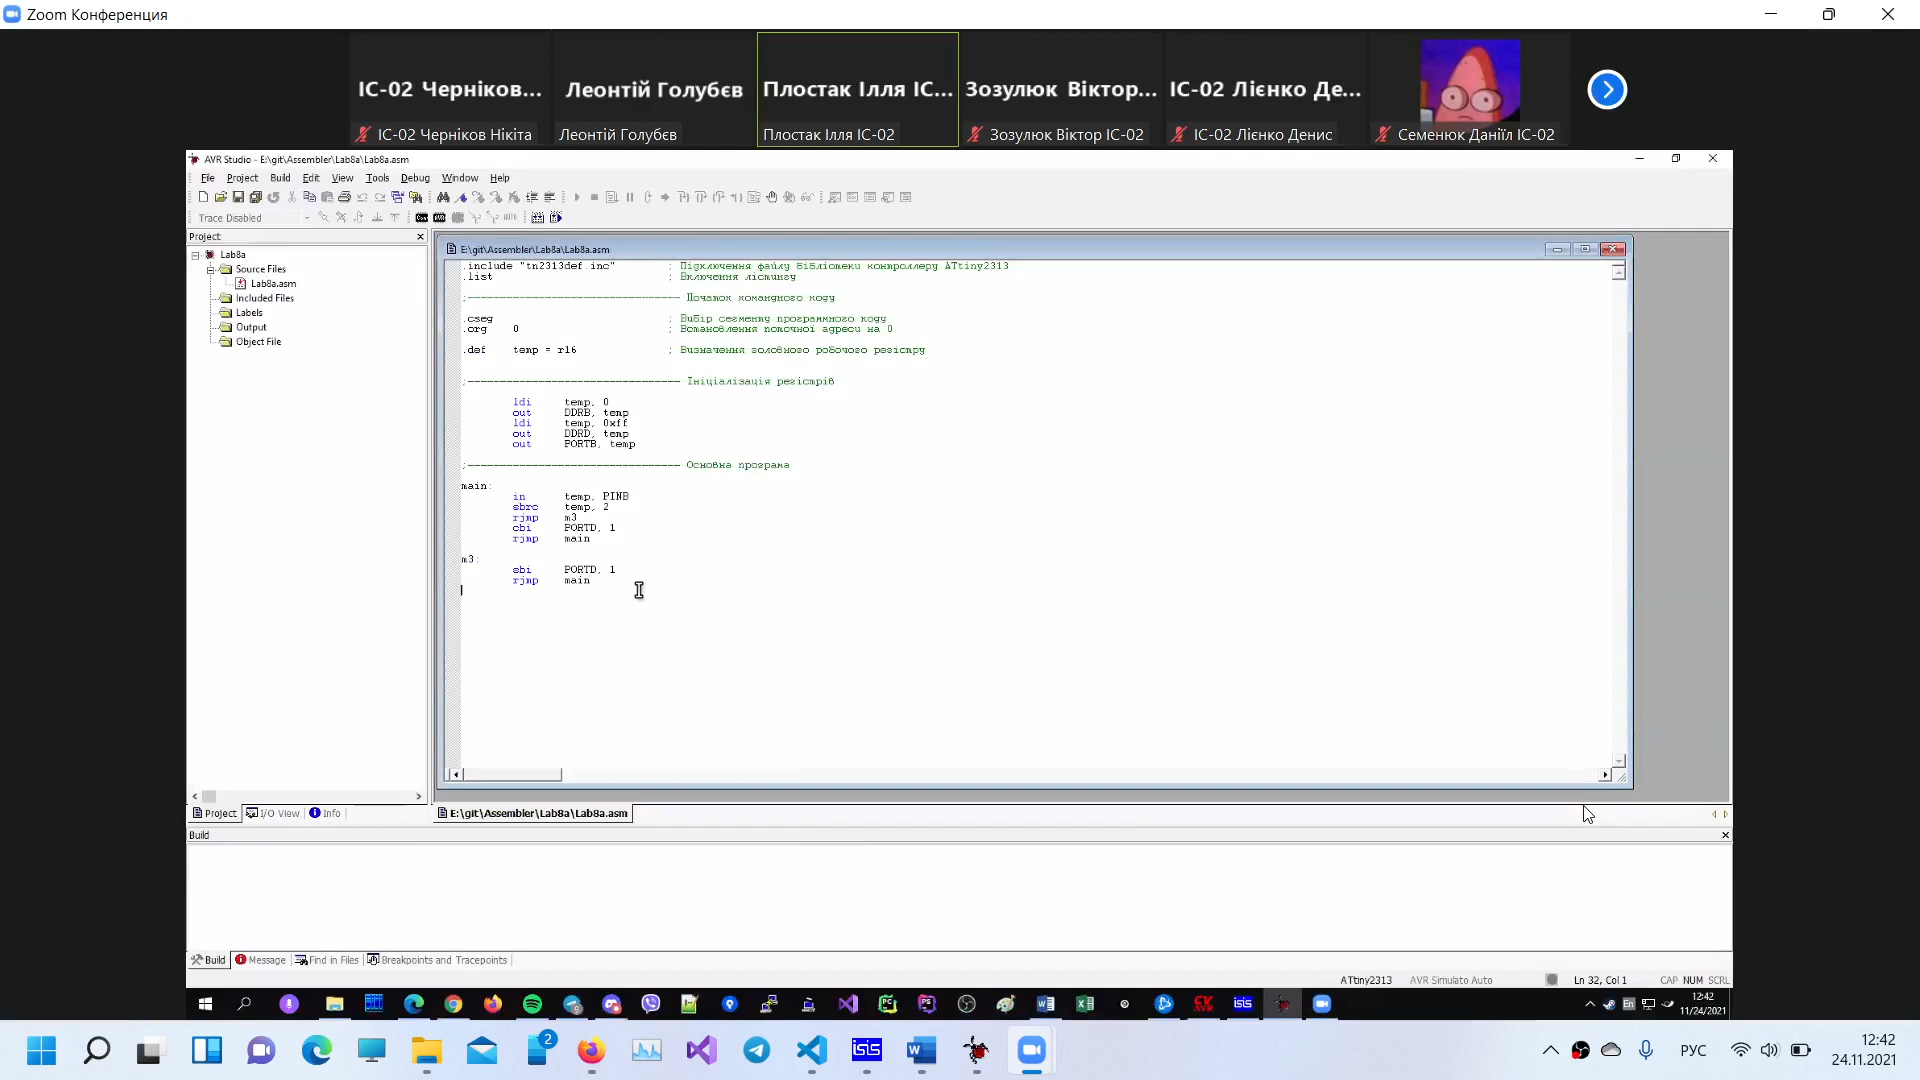 Zoom Конференция
ІС-02 Черніков...
Леонтій Голубєв
Плостак Ілля ІС...
Зозулюк Віктор...
ІС-02 Лієнко Де...
ІС-02 Черніков Нікіта
Леонтій Голубєв
Плостак Ілля ІС-02
Зозулюк Віктор ІС-02
ІС-02 Лієнко Денис
Семенюк Даніїл ІС-02
AVR Studio - E:\git\Assembler\Lab8a\Lab8a.asm
File Project Build Edit View Tools Debug Window Help
Trace Disabled
Project
Lab8a
Source Files
Lab8a.asm
Included Files
Labels
Output
Object File
E:\git\Assembler\Lab8a\Lab8a.asm
.include "tn2313def.inc" ; Підключення файлу бібліотеки контроллеру ATtiny2313
.list ; Включення лістингу
;--------------------------------- Початок командного коду
.cseg ; Вибір сегменту программного коду
.org 0 ; Встановлення поточної адреси на 0
.def temp = r16 ; Визначення головного робочого регістру
;--------------------------------- Ініціалізація регістрів
ldi temp, 0
out DDRB, temp
ldi temp, 0xff
out DDRD, temp
out PORTB, temp
;--------------------------------- Основна програма
main:
in temp, PINB
sbrc temp, 2
rjmp m3
cbi PORTD, 1
rjmp main
m3:
sbi PORTD, 1
rjmp main
Project I/O View Info
E:\git\Assembler\Lab8a\Lab8a.asm
Build
Build Message Find in Files Breakpoints and Tracepoints
ATtiny2313 AVR Simulato Auto Ln 32, Col 1 CAP NUM SCRL
isis
En
12:42
11/24/2021
2
isis
РУС
12:42
24.11.2021